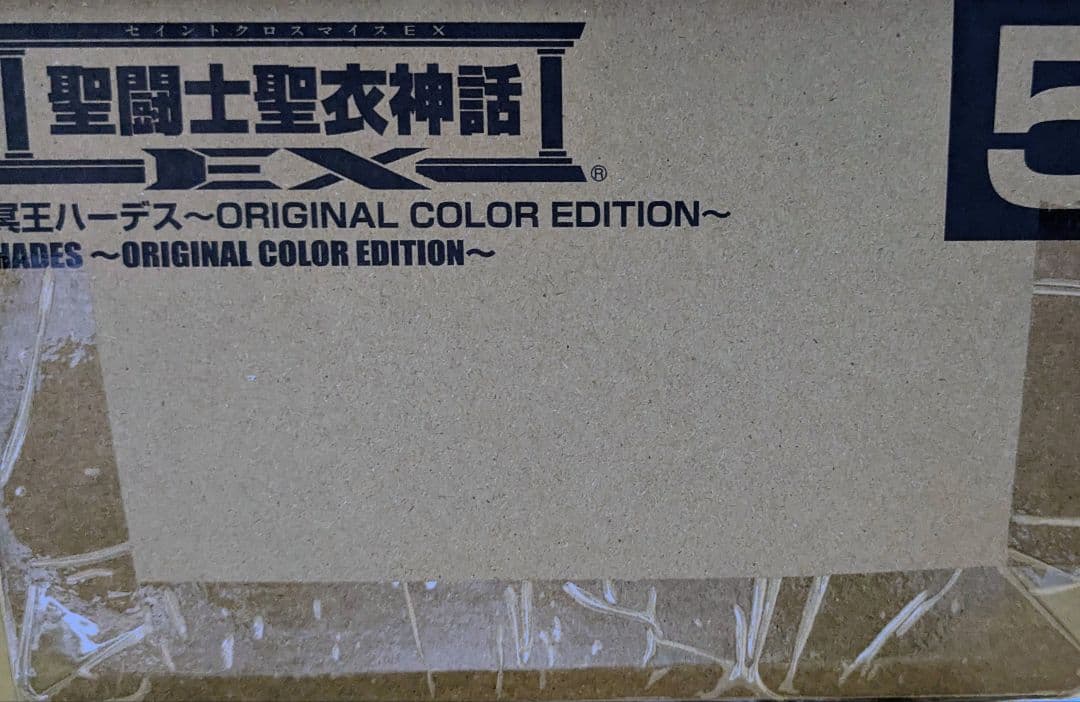 セイントクロスマイスEX
聖闘士聖衣神話
EX®
冥王ハーデス～ORIGINAL COLOR EDITION～
HADES ～ORIGINAL COLOR EDITION～
5